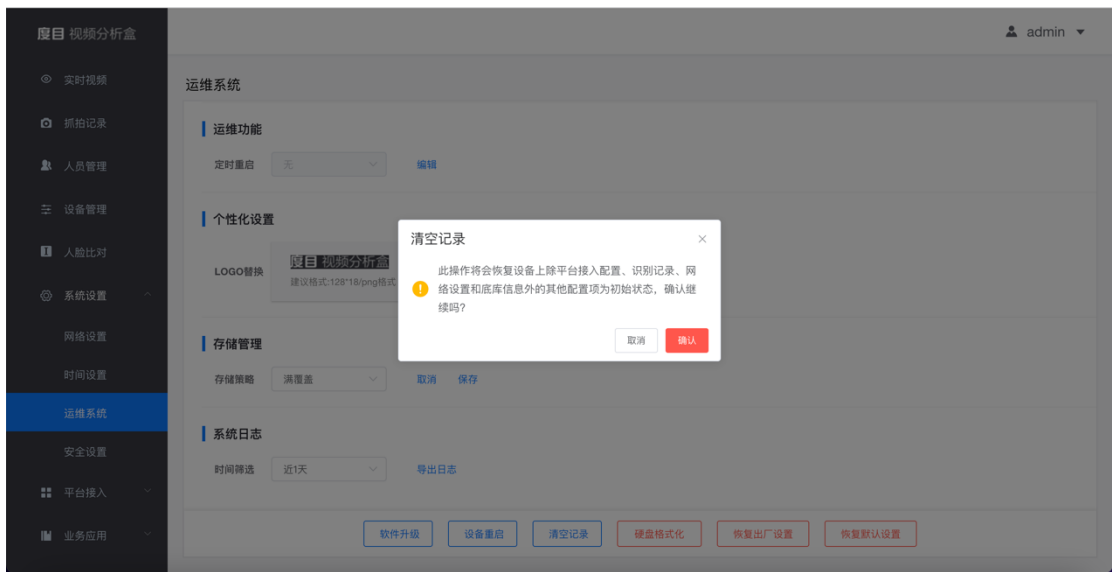 度目 视频分析盒
admin
实时视频
抓拍记录
人员管理
设备管理
人脸比对
系统设置
网络设置
时间设置
运维系统
安全设置
平台接入
业务应用
运维系统
运维功能
定时重启 无 编辑
个性化设置
LOGO替换
度目 视频分析盒
建议格式:128*18/png格式
存储管理
存储策略 满覆盖 取消 保存
系统日志
时间筛选 近1天 导出日志
软件升级 设备重启 清空记录 硬盘格式化 恢复出厂设置 恢复默认设置
清空记录
此操作将会恢复设备上除平台接入配置、识别记录、网
络设置和底库信息外的其他配置项为初始状态，确认继
续吗?
取消 确认